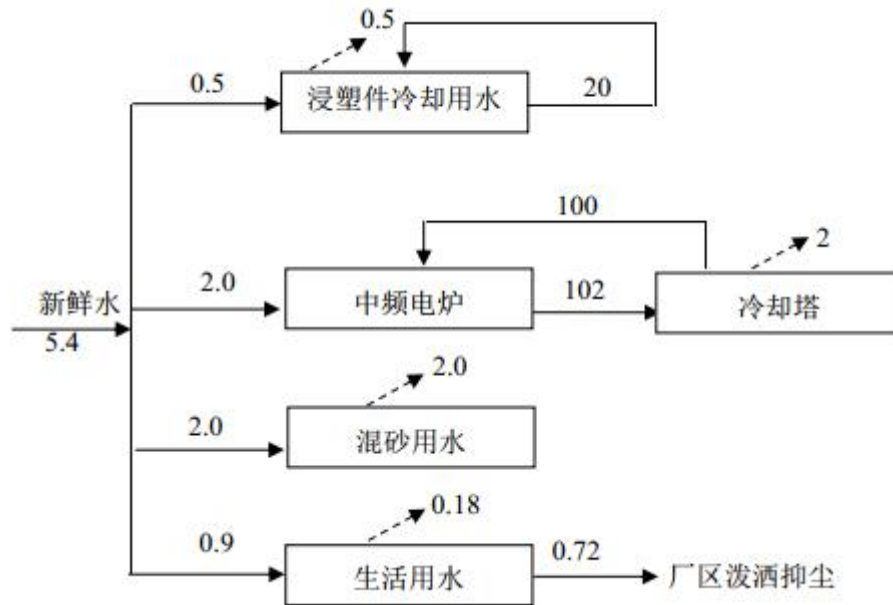 0.5
0.5
浸塑件冷却用水
20
100
2
新鲜水
5.4
2.0
中频电炉
102
冷却塔
2.0
2.0
混砂用水
0.18
0.9
生活用水
0.72
厂区泼洒抑尘